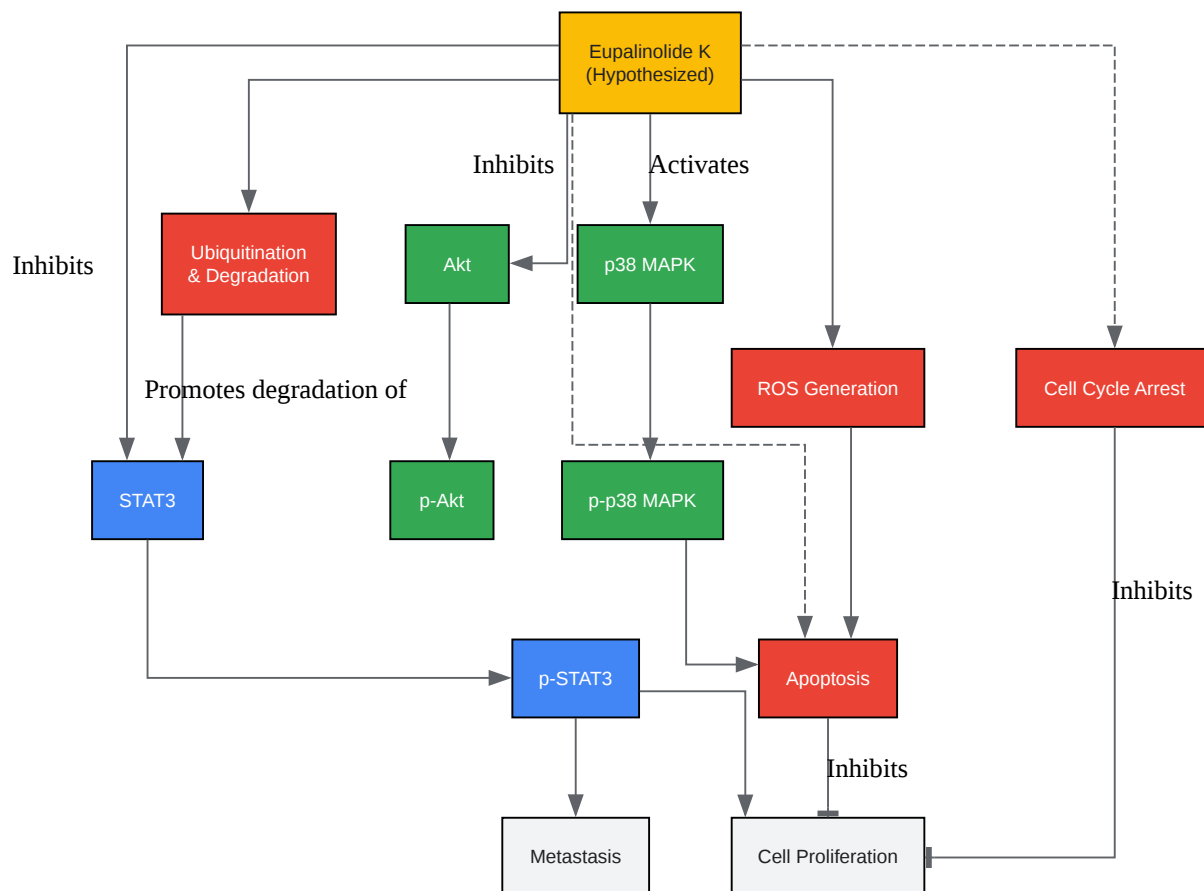 Eupalinolide K
(Hypothesized)
Inhibits
Activates
Ubiquitination
& Degradation
Akt
p38 MAPK
Inhibits
ROS Generation
Cell Cycle Arrest
Promotes degradation of
STAT3
p-Akt
p-p38 MAPK
Inhibits
p-STAT3
Apoptosis
Inhibits
Metastasis
Cell Proliferation